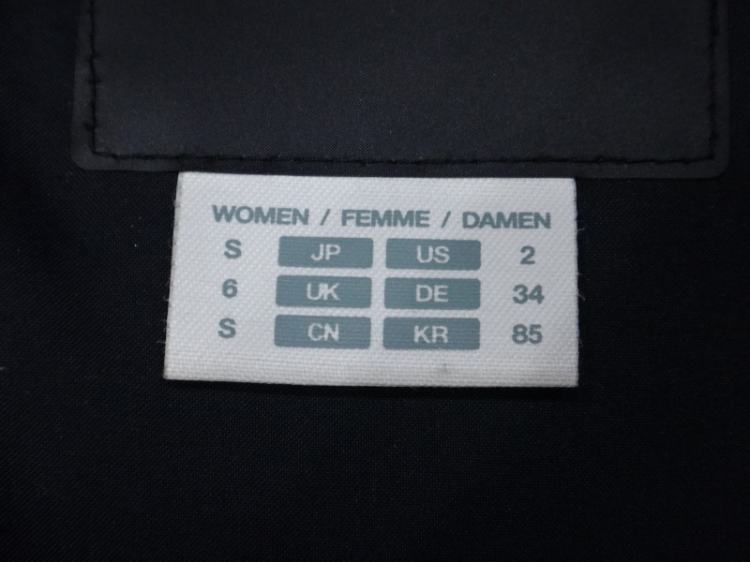 WOMEN / FEMME / DAMEN
S JP US 2
6 UK DE 34
S CN KR 85